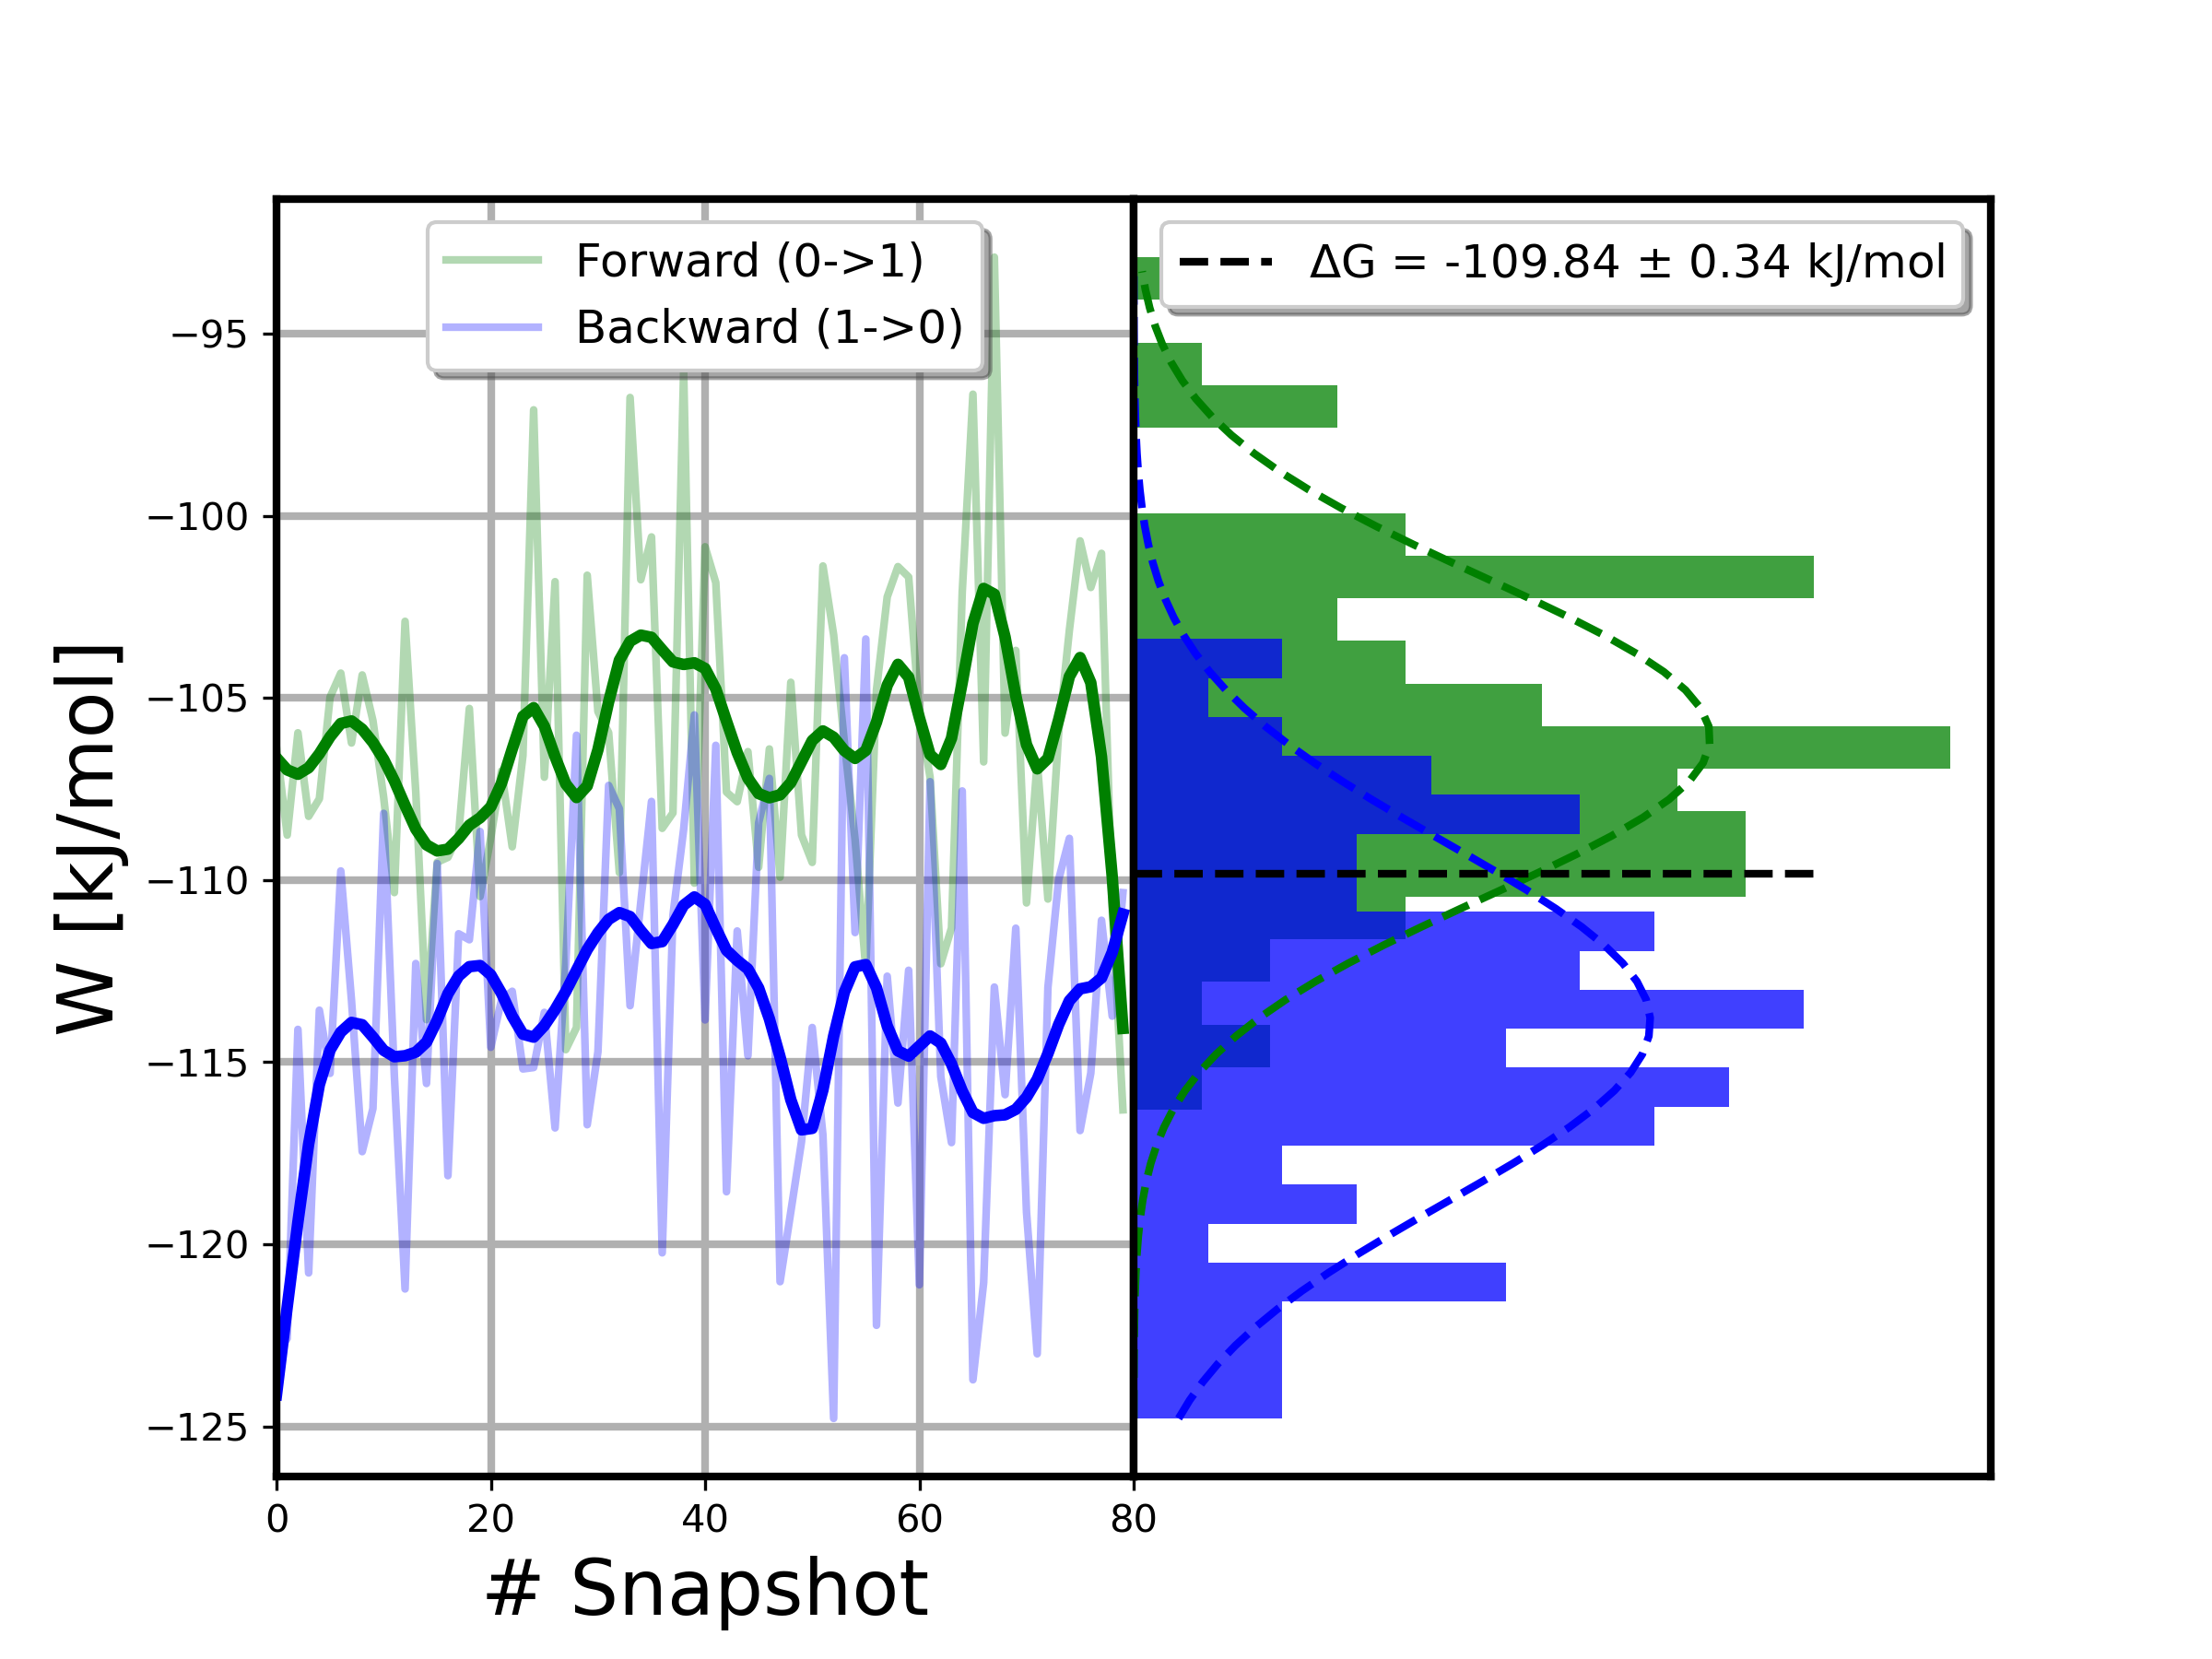 Forward (0->1)
Backward (1->0)
ΔG = -109.84 ± 0.34 kJ/mol
−95
−100
−105
−110
−115
−120
−125
W [kJ/mol]
0 20 40 60 80
# Snapshot